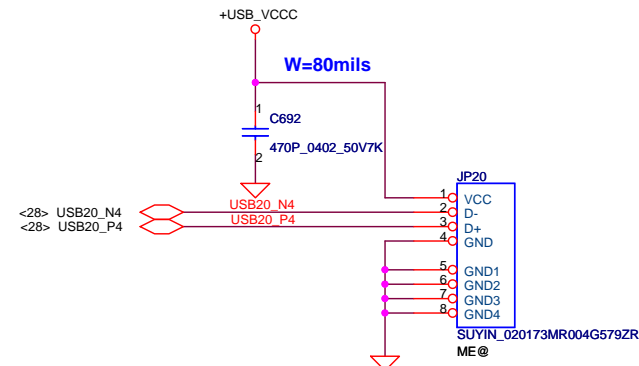 +USB_VCCC
W=80mils
1
C692
470P_0402_50V7K
2
JP20
1 VCC
<28> USB20_N4 USB20_N4 2 D-
<28> USB20_P4 USB20_P4 3 D+
4 GND
5 GND1
6 GND2
7 GND3
8 GND4
SUYIN_020173MR004G579ZR
ME@